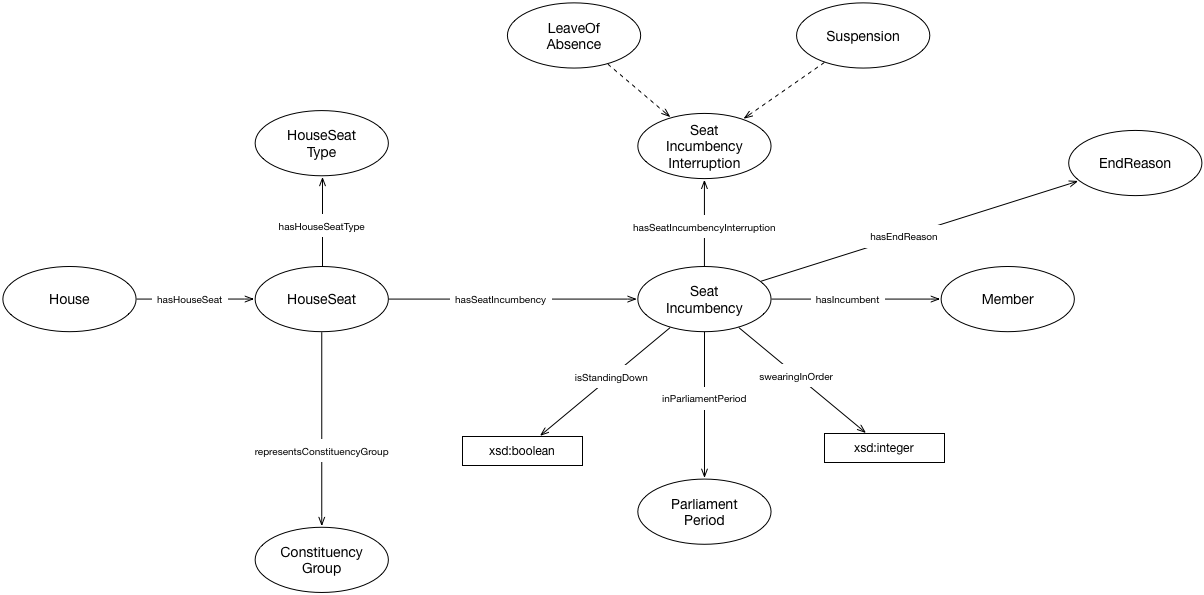 LeaveOf
Absence
Suspension
HouseSeat
Type
Seat
Incumbency
Interruption
EndReason
hasHouseSeatType
hasSeatIncumbencyInterruption
hasEndReason
House
hasHouseSeat
HouseSeat
hasSeatIncumbency
Seat
Incumbency
hasIncumbent
Member
isStandingDown
swearingInOrder
inParliamentPeriod
representsConstituencyGroup
xsd:boolean
xsd:integer
Parliament
Period
Constituency
Group